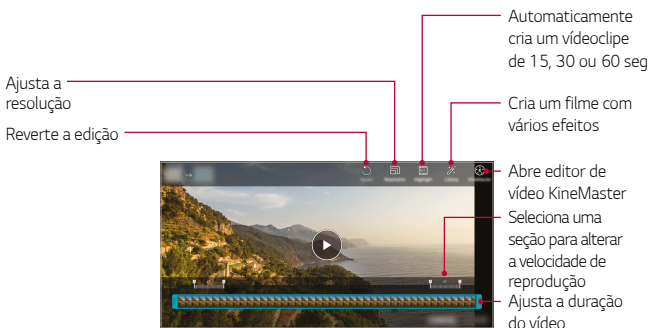 Automaticamente
cria um vídeoclipe
de 15, 30 ou 60 seg
Ajusta a
resolução
Cria um filme com
vários efeitos
Reverte a edição
Abre editor de
vídeo KineMaster
Seleciona uma
seção para alterar
a velocidade de
reprodução
Ajusta a duração
do vídeo